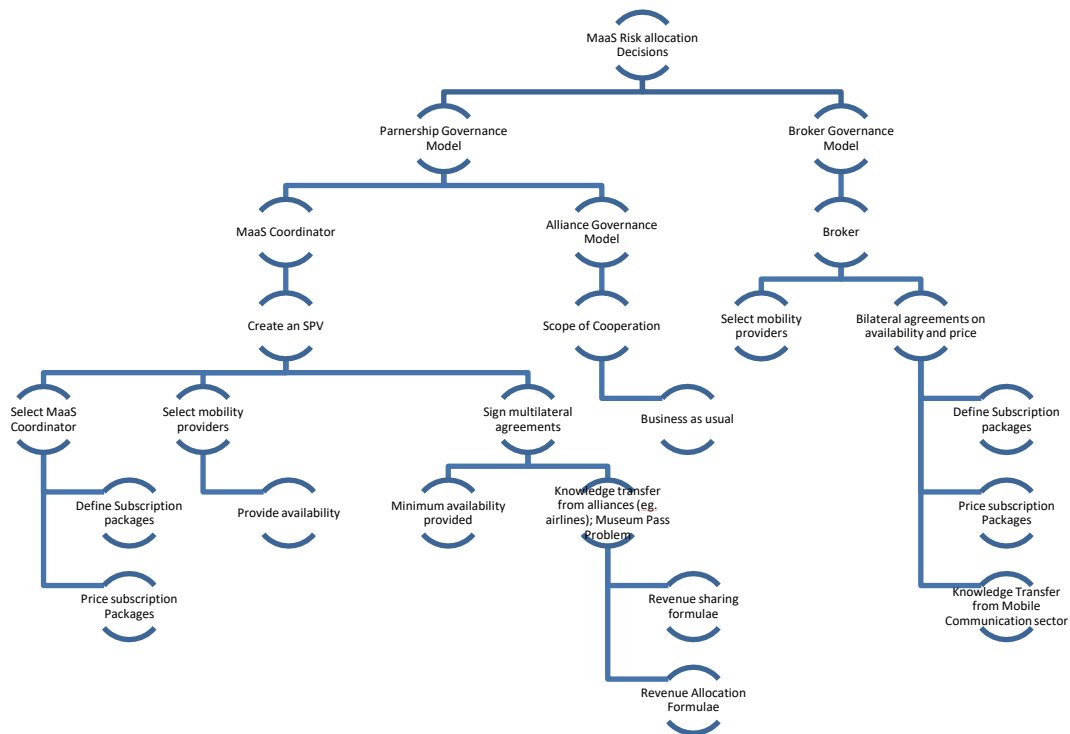 MaaS Risk allocation
Decisions
Parnership Governance
Model
Broker Governance
Model
MaaS Coordinator
Alliance Governance
Model
Broker
Create an SPV
Scope of Cooperation
Select mobility
providers
Bilateral agreements on
availability and price
Select MaaS
Coordinator
Select mobility
providers
Sign multilateral
agreements
Business as usual
Define Subscription
packages
Define Subscription
packages
Provide availability
Minimum availability
provided
Knowledge transfer
from alliances (eg.
airlines); Museum Pass
Problem
Price subscription
Packages
Price subscription
Packages
Revenue sharing
formulae
Knowledge Transfer
from Mobile
Communication sector
Revenue Allocation
Formulae